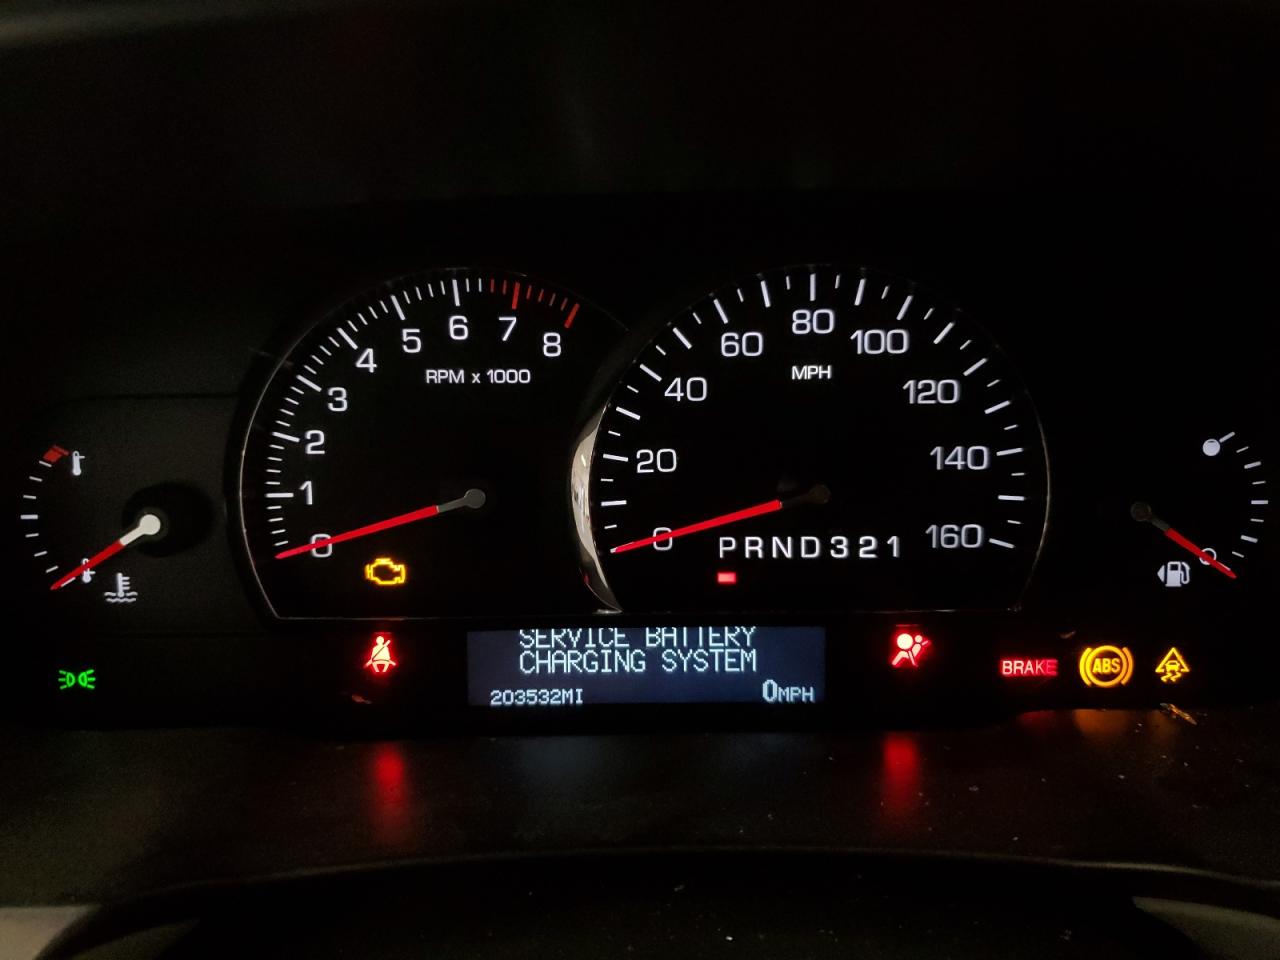 0
1
2
3
4
5
6
7
8
RPM x 1000
0
20
40
60
80
100
120
140
160
MPH
PRND321
SERVICE BATTERY
CHARGING SYSTEM
203532MI
0MPH
BRAKE
ABS